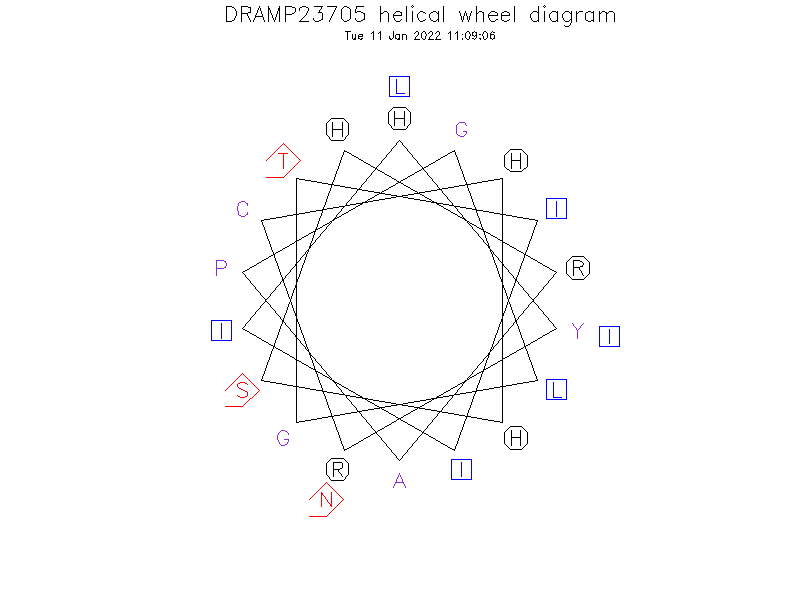 DRAMP23705 helical wheel diagram
Tue 11 Jan 2022 11:09:06
L
H H G
T H
C I
P R
I Y I
S L
G H
R A I
N